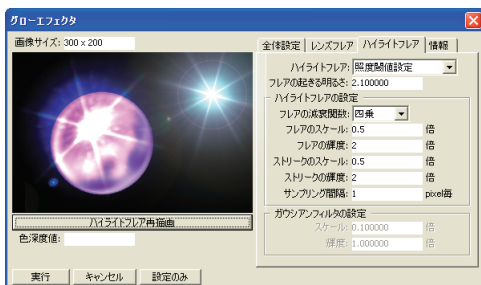 グローエフェクタ
画像サイズ: 300 x 200
全体設定 レンズフレア ハイライトフレア 情報
ハイライトフレア: 照度閾値設定
フレアの起きる明るさ: 2.100000
ハイライトフレアの設定
フレアの減衰関数: 四乗
フレアのスケール: 0.5 倍
フレアの輝度: 2 倍
ストリークのスケール: 0.5 倍
ストリークの輝度: 2 倍
サンプリング間隔: 1 pixel毎
ガウシアンフィルタの設定
スケール: 0.100000 倍
輝度: 1.000000 倍
ハイライトフレア再描画
色深度値:
実行 キャンセル 設定のみ